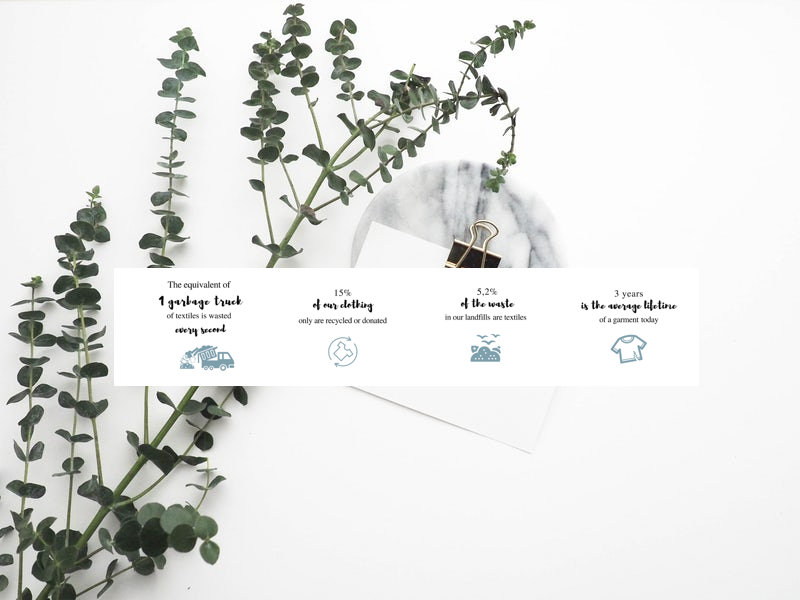 The equivalent of
1 garbage truck
of textiles is wasted
every second
15%
of our clothing
only are recycled or donated
5,2%
of the waste
in our landfills are textiles
3 years
is the average lifetime
of a garment today